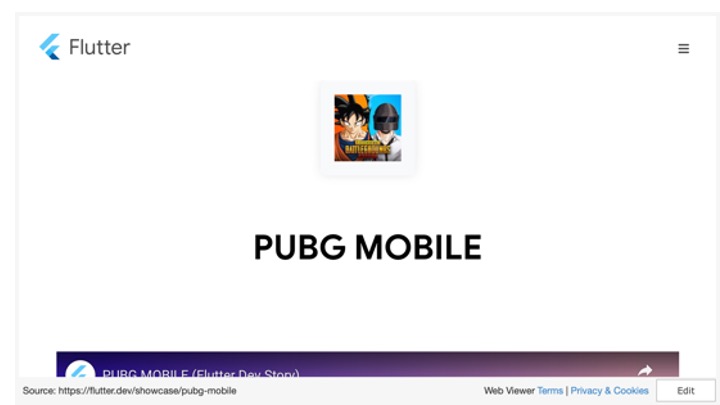 Flutter
BATTLEGROUNDS
PUBG MOBILE
PUBG MOBILE (Flutter Dev Story)
Source: https://flutter.dev/showcase/pubg-mobile
Web Viewer Terms | Privacy & Cookies
Edit